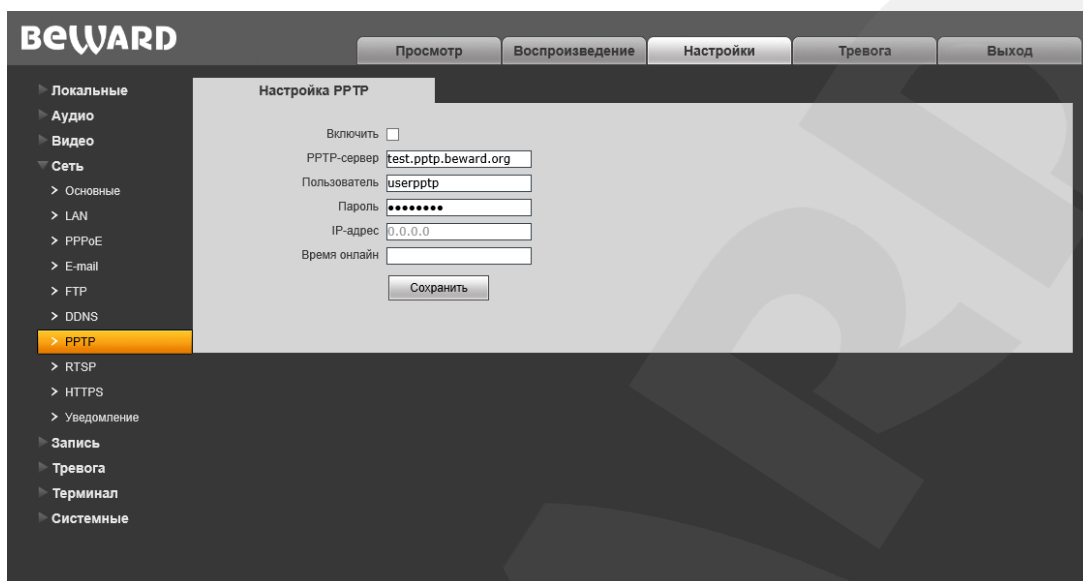 BEWARD
Просмотр Воспроизведение Настройки Тревога Выход
Локальные
Аудио
Видео
Сеть
Основные
LAN
PPPoE
E-mail
FTP
DDNS
PPTP
RTSP
HTTPS
Уведомление
Запись
Тревога
Терминал
Системные
Настройка PPTP
Включить
PPTP-сервер test.pptp.beward.org
Пользователь userpptp
Пароль ••••••••
IP-адрес 0.0.0.0
Время онлайн
Сохранить